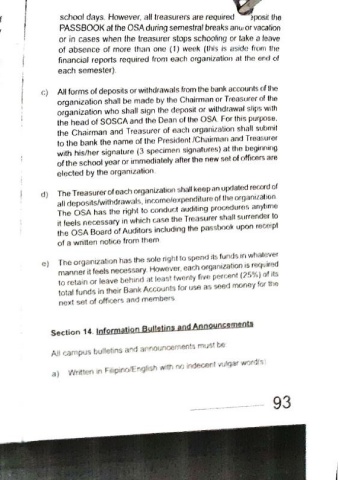 school days. However, all treasurers are required the
PASSBOOK at the OSA during semestral breaks and/or vacation
or in cases when the treasurer stops schooling or take a leave
of absence of more than one (1) week (this is aside from the
financial reports required from each organization at the end of
each semester).
c) All forms of deposits or withdrawals from the bank accounts of the
organization shall be made by the Chairman or Treasurer of the
organization who shall sign the deposit or withdrawal slips with
the head of SOSCA and the Dean of the OSA. For this purpose,
the Chairman and Treasurer of each organization shall submit
to the bank the name of the President /Chairman and Treasurer
with his/her signature (3 specimen signatures) at the beginning
of the school year or immediately after the new set of officers are
elected by the organization.
d) The Treasurer of each organization shall keep an updated record of
all deposits/withdrawals, income/expenditure of the organization.
The OSA has the right to conduct auditing procedures anytime
it feels necessary in which case the Treasurer shall surrender to
the OSA Board of Auditors including the passbook upon receipt
of a written notice from them
e) The organization has the sole right to spend its funds in whatever
manner it feels necessary. However, each organization is required
to retain or leave behind at least twenty five percent (25%) of its
total funds in their Bank Accounts for use as seed money for the
next set of officers and members
Section 14. Information Bulletins and Announcements
All campus bulletins and announcements must be:
a) Written in Filipino/English with no indecent vulgar word/s;
93